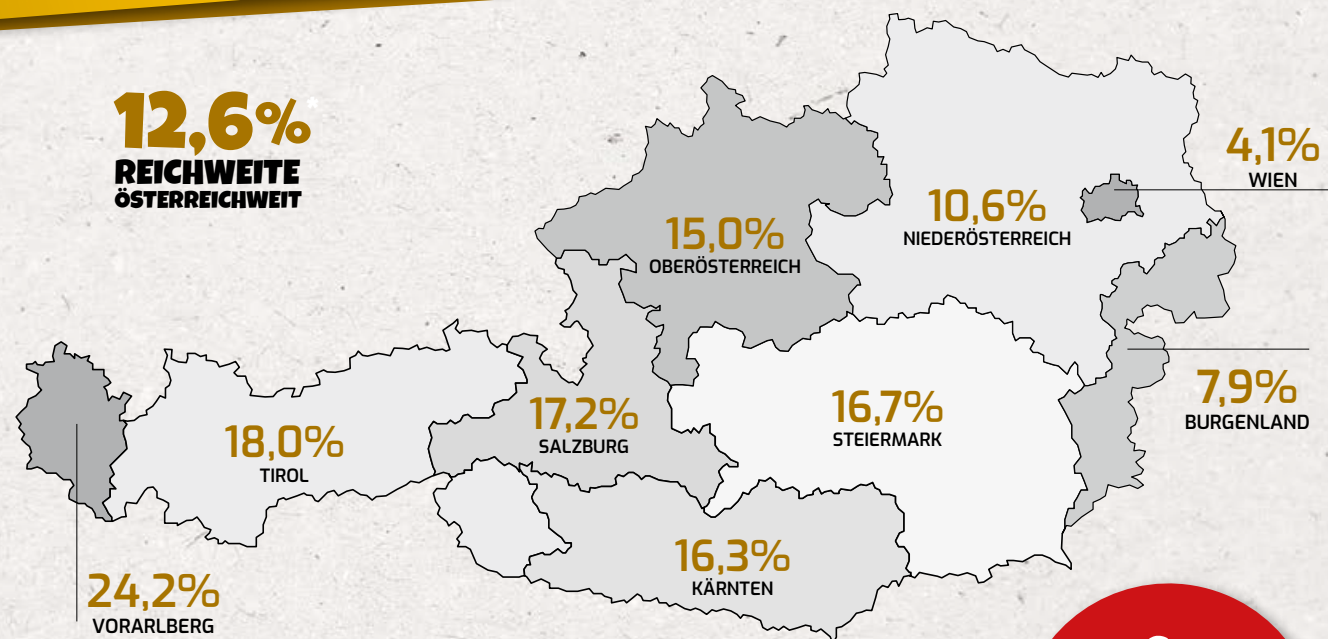 12,6%*
REICHWEITE
ÖSTERREICHWEIT
4,1%
WIEN
10,6%
NIEDERÖSTERREICH
15,0%
OBERÖSTERREICH
7,9%
BURGENLAND
16,7%
STEIERMARK
17,2%
SALZBURG
18,0%
TIROL
16,3%
KÄRNTEN
24,2%
VORARLBERG